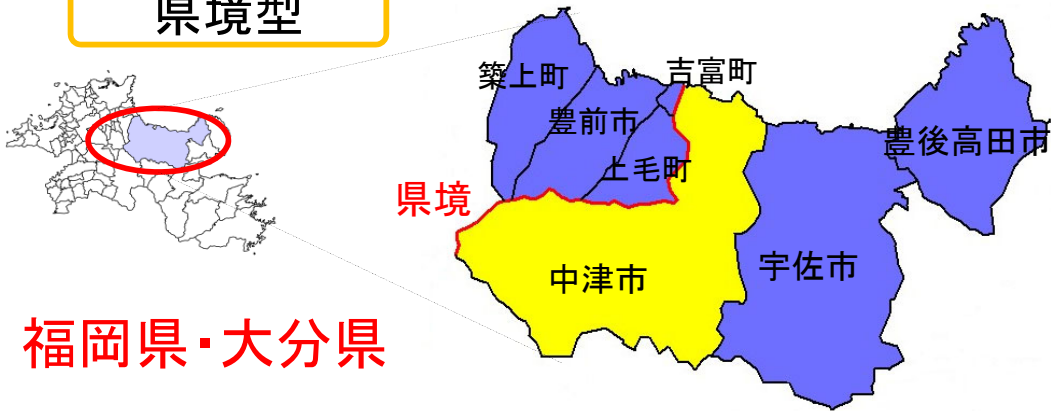 県境型
築上町
吉富町
豊前市
上毛町
豊後高田市
県境
中津市
宇佐市
福岡県・大分県